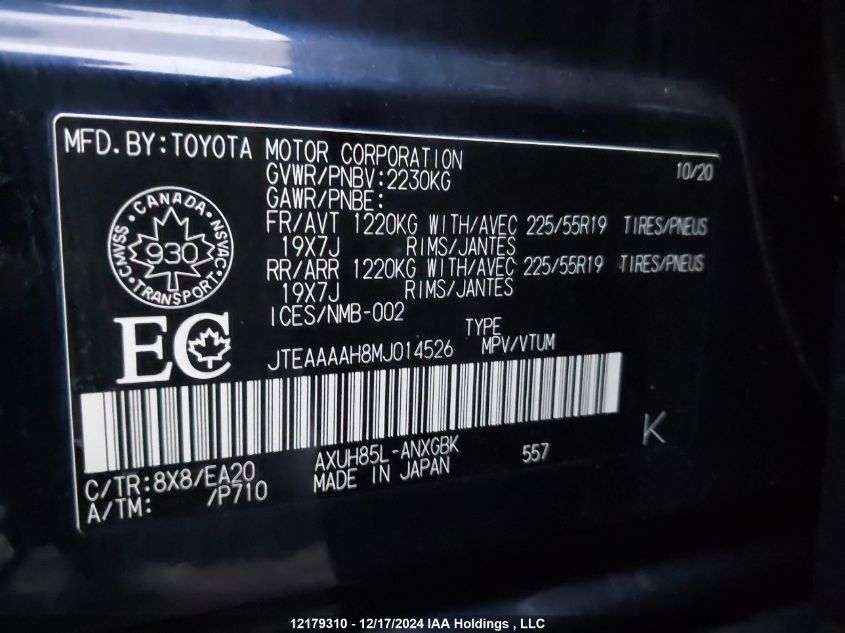 MFD.BY:TOYOTA MOTOR CORPORATION 10/20
GVWR/PNBV:2230KG
GAWR/PNBE:
FR/AVT 1220KG WITH/AVEC 225/55R19 TIRES/PNEUS
19X7J RIMS/JANTES
RR/ARR 1220KG WITH/AVEC 225/55R19 TIRES/PNEUS
19X7J RIMS/JANTES
ICES/NMB-002
CANADA
CMVSS 930 NSVAC
TRANSPORT
EC
TYPE
JTEAAAAH8MJ014526 MPV/VTUM
K
C/TR:8X8/EA20 AXUH85L-ANXGBK 557
A/TM: /P710 MADE IN JAPAN
12179310 - 12/17/2024 IAA Holdings , LLC